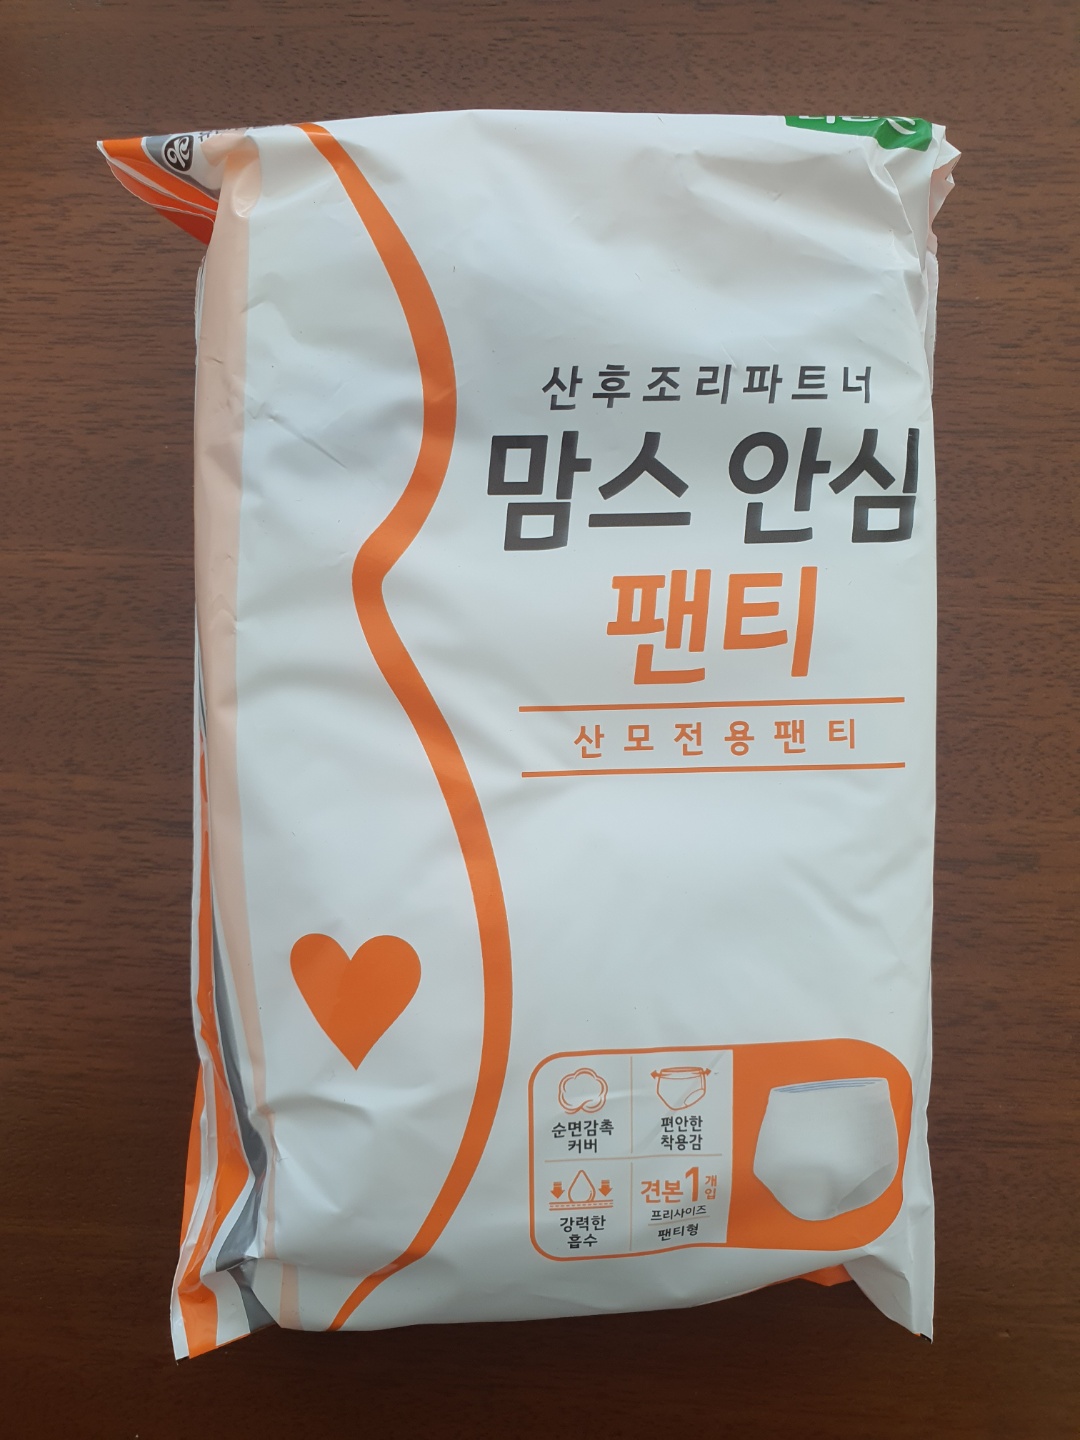 산후조리파트너
맘스 안심
팬티
산모전용팬티
순면감촉
커버
편안한
착용감
강력한
흡수
견본1개입
프리사이즈
팬티형